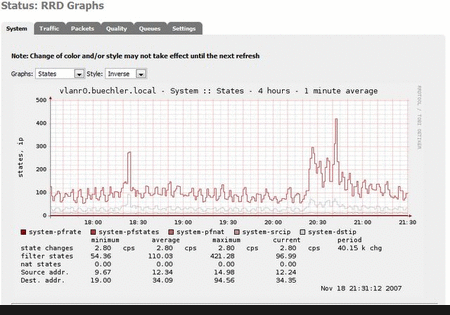 Status: RRD Graphs
System Traffic Packets Quality Queues Settings
Note: Change of color and/or style may not take effect until the next refresh
Graphs: States Style: Inverse
vlanr0.buechler.local - System :: States - 4 hours - 1 minute average
RRDTOOL / TOBI OETIKER
states, ip
500
400
300
200
100
0
18:00 18:30 19:00 19:30 20:00 20:30 21:00 21:30
system-pfrate system-pfstates system-pfnat system-srcip system-dstip
minimum average maximum current period
state changes 2.80 cps 2.80 cps 2.80 cps 2.80 cps 40.15 k chg
filter states 54.36 110.03 421.28 96.99
nat states 0.00 0.00 0.00 0.00
Source addr. 9.67 12.34 14.98 12.24
Dest. addr. 19.00 34.09 94.56 34.35
Nov 18 21:31:12 2007